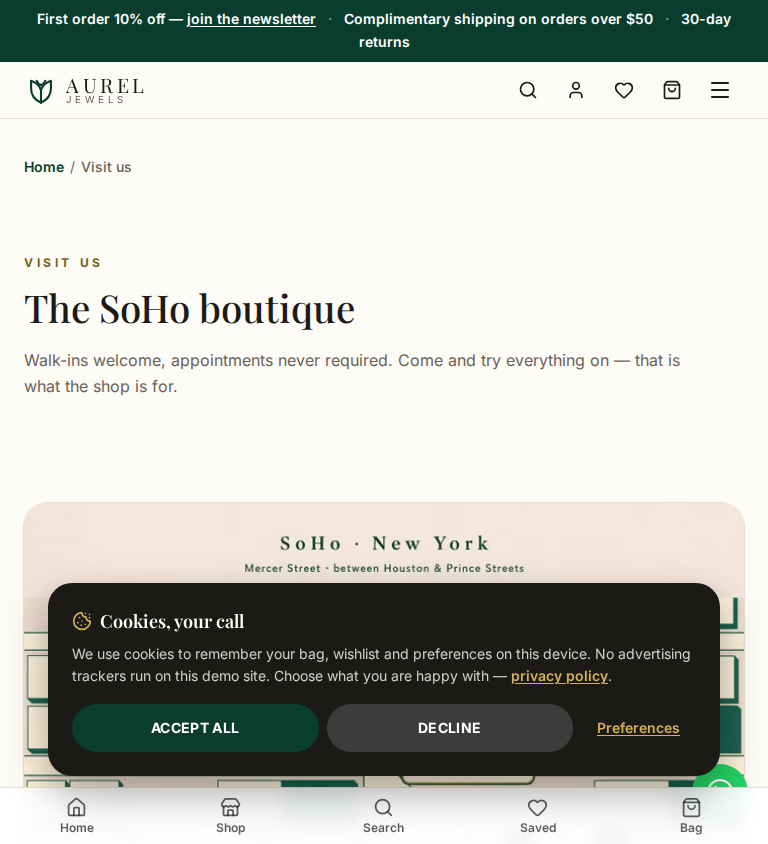 First order 10% off — join the newsletter · Complimentary shipping on orders over $50 · 30-day
returns
AUREL
JEWELS
Home / Visit us
VISIT US
The SoHo boutique
Walk-ins welcome, appointments never required. Come and try everything on — that is
what the shop is for.
SoHo · New York
Mercer Street · between Houston & Prince Streets
Cookies, your call
We use cookies to remember your bag, wishlist and preferences on this device. No advertising
trackers run on this demo site. Choose what you are happy with — privacy policy.
ACCEPT ALL DECLINE Preferences
Home Shop Search Saved Bag